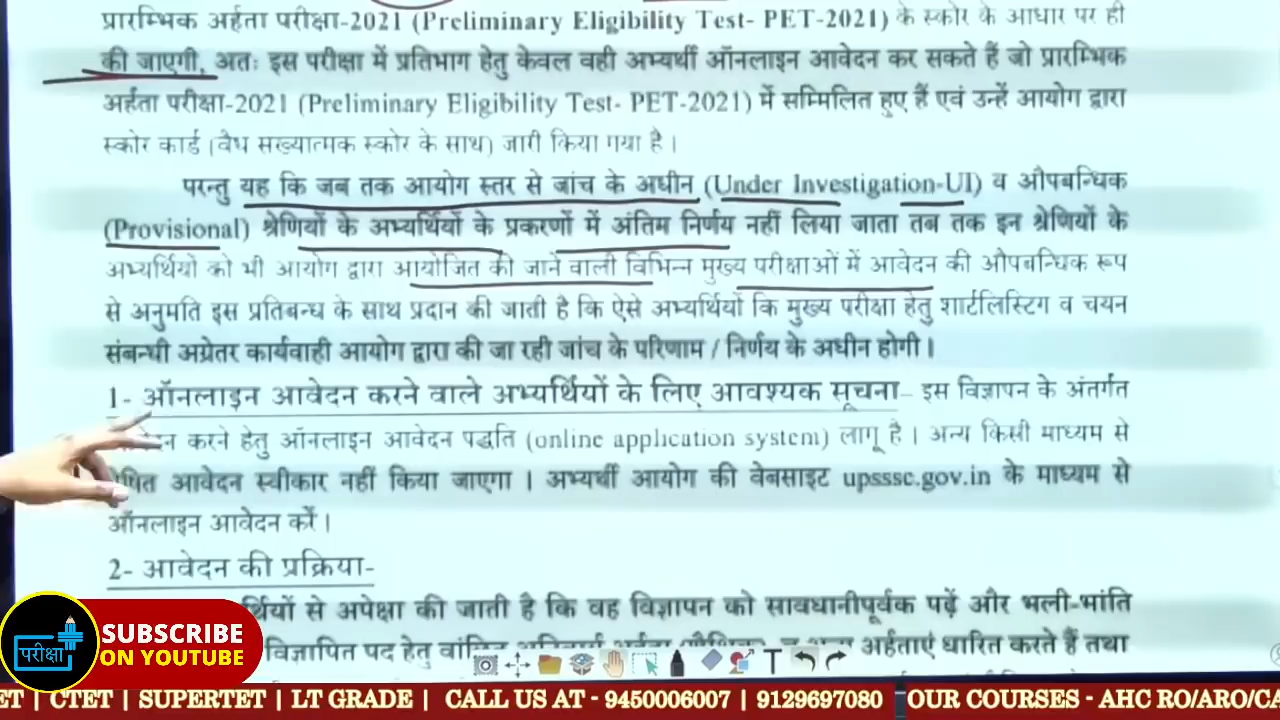 प्रारम्भिक अर्हता परीक्षा-2021 (Preliminary Eligibility Test- PET-2021) के स्कोर के आधार पर ही
की जाएगी, अतः इस परीक्षा में प्रतिभाग हेतु केवल वही अभ्यर्थी ऑनलाइन आवेदन कर सकते हैं जो प्रारम्भिक
अर्हता परीक्षा-2021 (Preliminary Eligibility Test- PET-2021) में सम्मिलित हुए हैं एवं उन्हें आयोग द्वारा
स्कोर कार्ड (वैध सख्यात्मक स्कोर के साथ) जारी किया गया है।
परन्तु यह कि जब तक आयोग स्तर से जांच के अधीन (Under Investigation-UI) व औपबन्धिक
(Provisional) श्रेणियों के अभ्यर्थियों के प्रकरणों में अंतिम निर्णय नहीं लिया जाता तब तक इन श्रेणियों के
अभ्यर्थियों को भी आयोग द्वारा आयोजित की जाने वाली विभिन्न मुख्य परीक्षाओं में आवेदन की औपबन्धिक रूप
से अनुमति इस प्रतिबन्ध के साथ प्रदान की जाती है कि ऐसे अभ्यर्थियों कि मुख्य परीक्षा हेतु शार्टलिस्टिग व चयन
संबन्धी अग्रेतर कार्यवाही आयोग द्वारा की जा रही जांच के परिणाम / निर्णय के अधीन होगी।
1- ऑनलाइन आवेदन करने वाले अभ्यर्थियों के लिए आवश्यक सूचना– इस विज्ञापन के अंतर्गत
करने हेतु ऑनलाइन आवेदन पद्धति (online application system) लागू है। अन्य किसी माध्यम से
आवेदन स्वीकार नहीं किया जाएगा। अभ्यर्थी आयोग की वेबसाइट upsssc.gov.in के माध्यम से
ऑनलाइन आवेदन करें।
2- आवेदन की प्रक्रिया-
से अपेक्षा की जाती है कि वह विज्ञापन को सावधानीपूर्वक पढ़ें और भली-भांति
विज्ञापित पद हेतु अर्हताएं धारित करते हैं तथा
परीक्षा
SUBSCRIBE
ON YOUTUBE
T
ET | CTET | SUPERTET | LT GRADE | CALL US AT - 9450006007 | 9129697080 OUR COURSES - AHC RO/ARO/CA